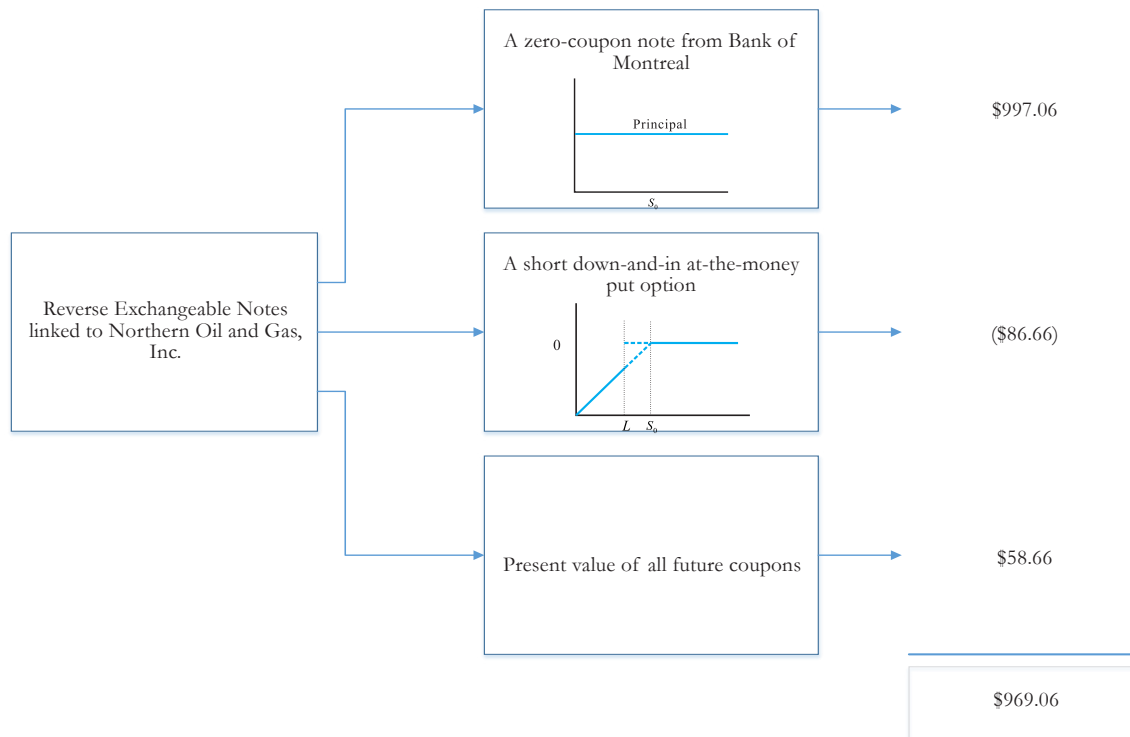 A zero-coupon note from Bank of
Montreal
Principal
S₀
$997.06
Reverse Exchangeable Notes
linked to Northern Oil and Gas,
Inc.
A short down-and-in at-the-money
put option
0
L S₀
($86.66)
Present value of all future coupons
$58.66
$969.06